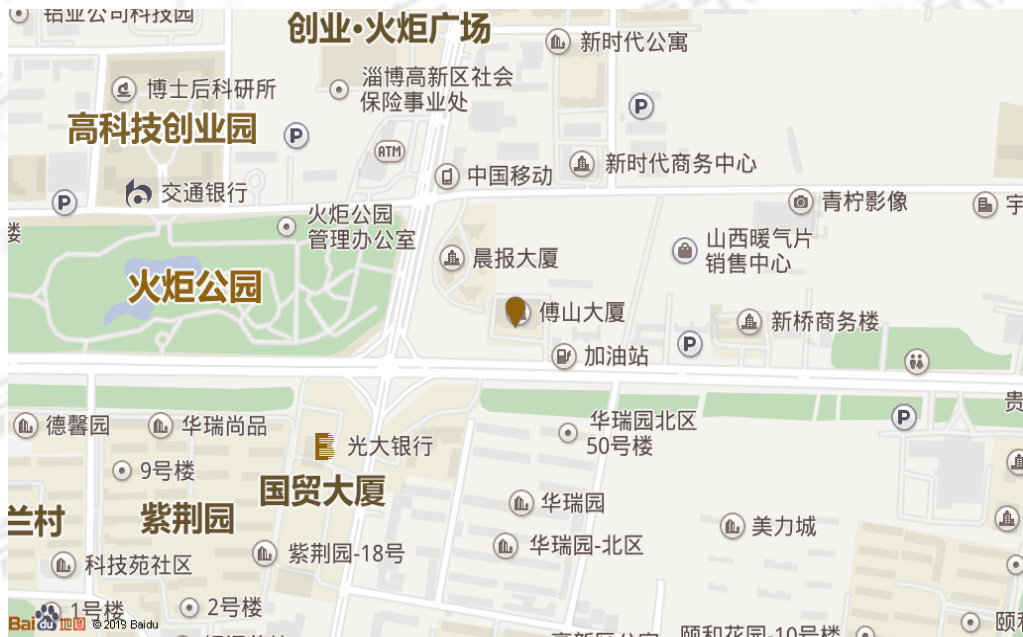 铝业公司科技园
创业·火炬广场
新时代公寓
淄博高新区社会
保险事业处
博士后科研所
P
高科技创业园
P
ATM
中国移动
新时代商务中心
交通银行
P
青柠影像
宇
火炬公园
管理办公室
楼
山西暖气片
销售中心
晨报大厦
火炬公园
傅山大厦
新桥商务楼
P
加油站
贵
P
德馨园
华瑞尚品
华瑞园北区
50号楼
光大银行
9号楼
国贸大厦
华瑞园
兰村
紫荆园
美力城
华瑞园-北区
紫荆园-18号
科技苑社区
1号楼
2号楼
Bai du 地图 © 2019 Baidu
颐和花园-10号楼